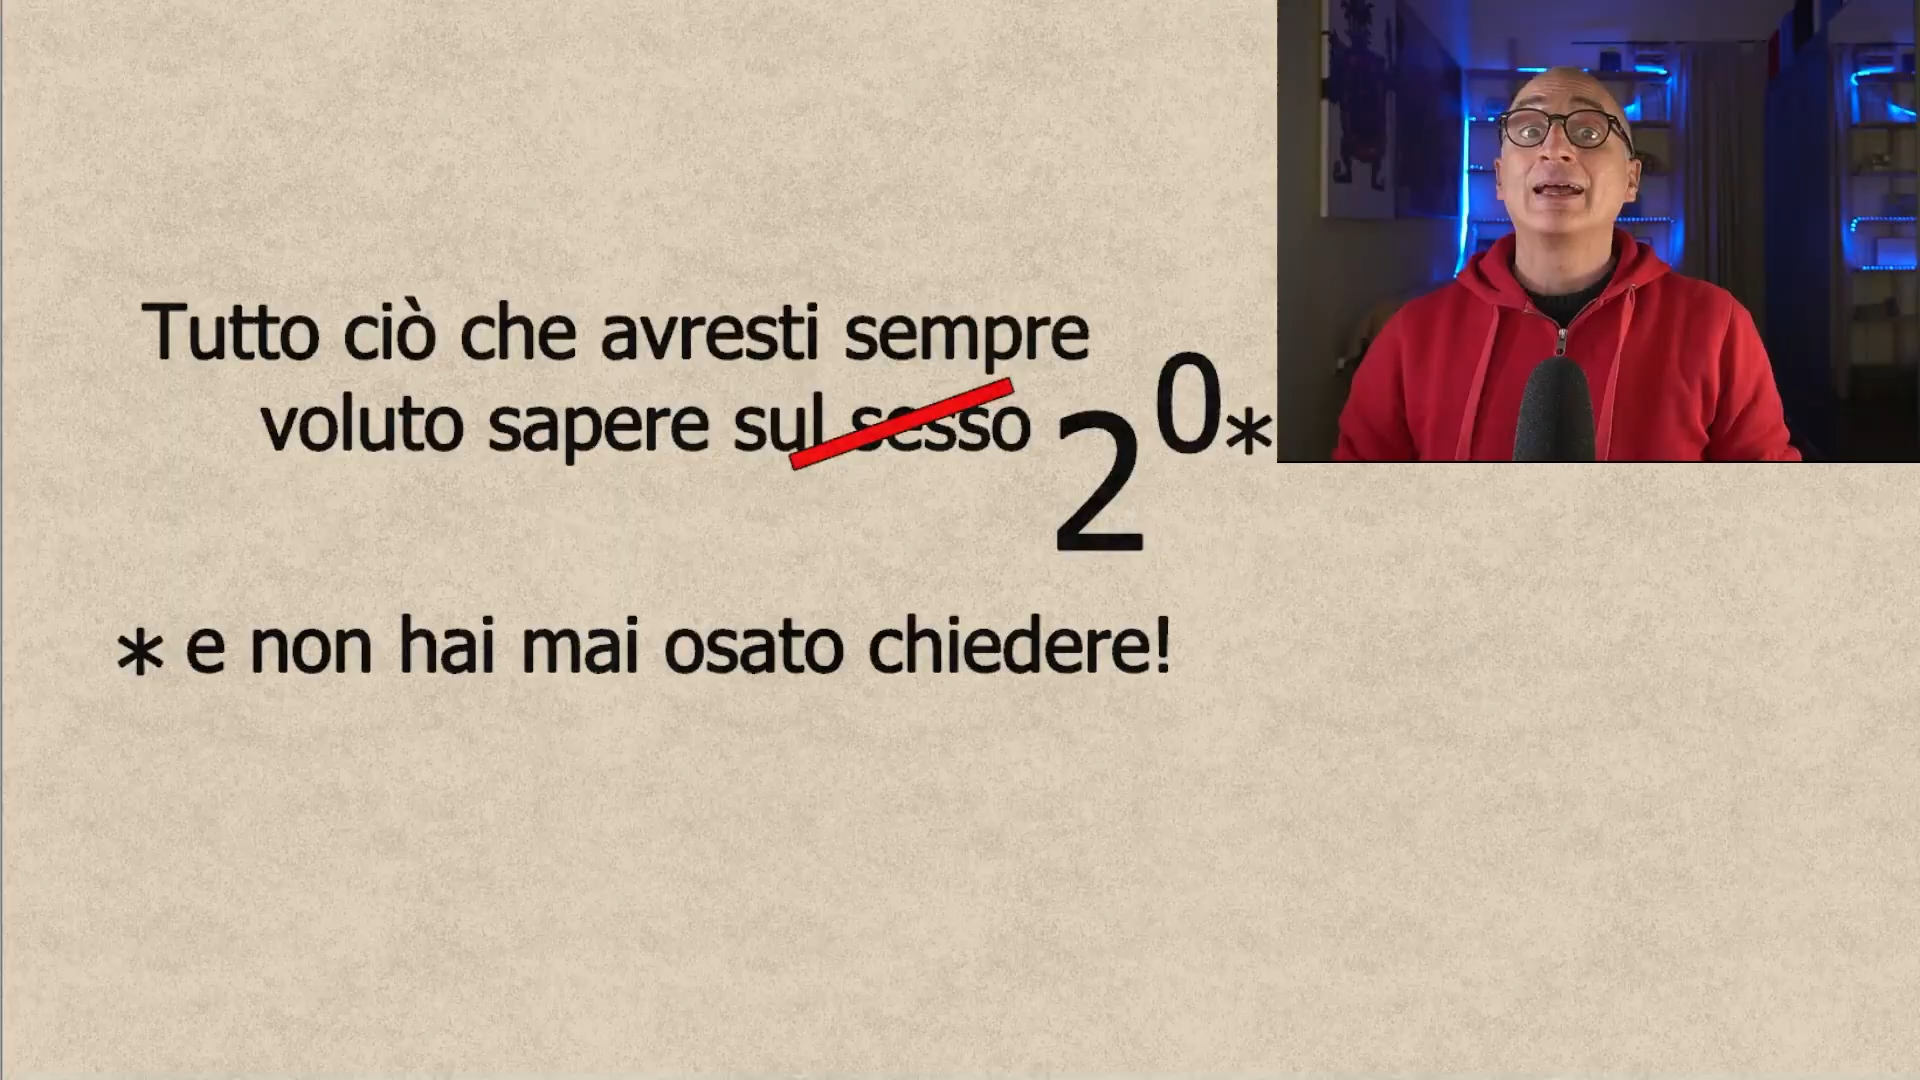 Tutto ciò che avresti sempre
voluto sapere sul sesso 2⁰*
* e non hai mai osato chiedere!